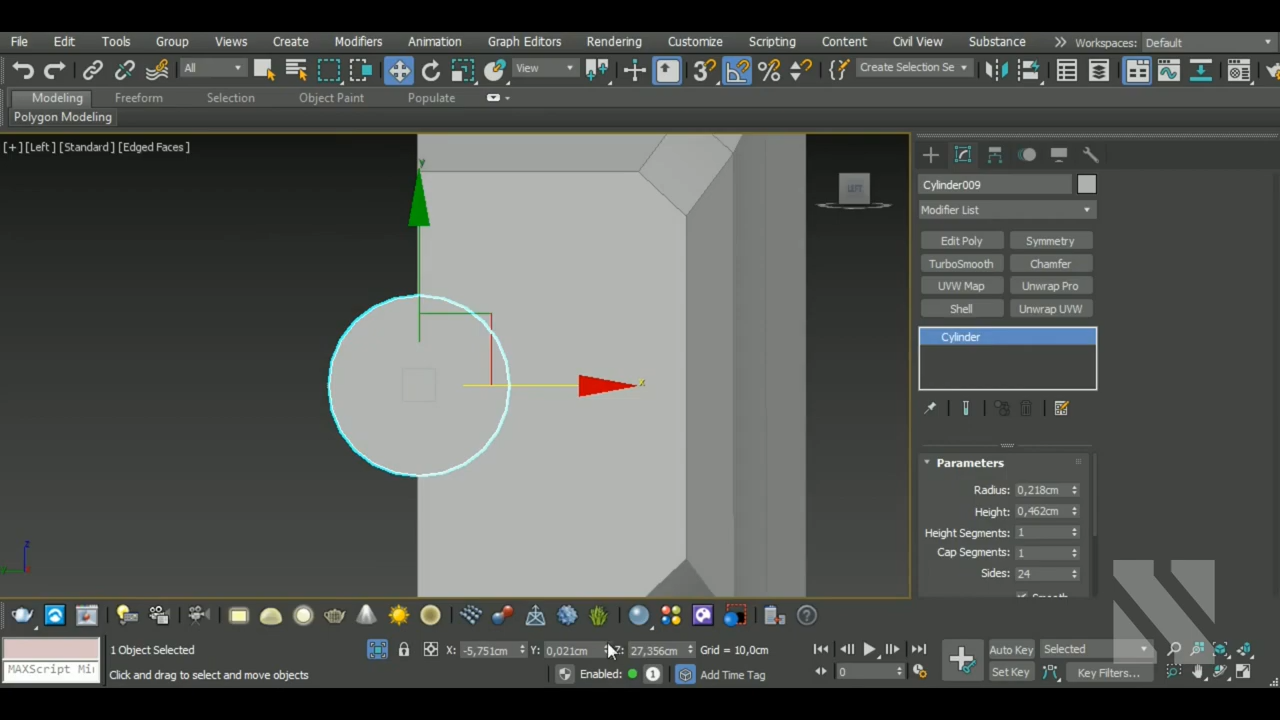 File Edit Tools Group Views Create Modifiers Animation Graph Editors Rendering Customize Scripting Content Civil View Substance Workspaces: Default
All View Create Selection Se
Modeling Freeform Selection Object Paint Populate
Polygon Modeling
[+] [Left] [Standard] [Edged Faces]
y
LEFT
x
z
Cylinder009
Modifier List
Edit Poly Symmetry
TurboSmooth Chamfer
UVW Map Unwrap Pro
Shell Unwrap UVW
Cylinder
Parameters
Radius: 0,218cm
Height: 0,462cm
Height Segments: 1
Cap Segments: 1
Sides: 24
Smooth
1 Object Selected X: -5,751cm Y: 0,021cm Z: 27,356cm Grid = 10,0cm Auto Key Selected
MAXScript Mi Click and drag to select and move objects Enabled: 1 Add Time Tag 0 Set Key Key Filters...